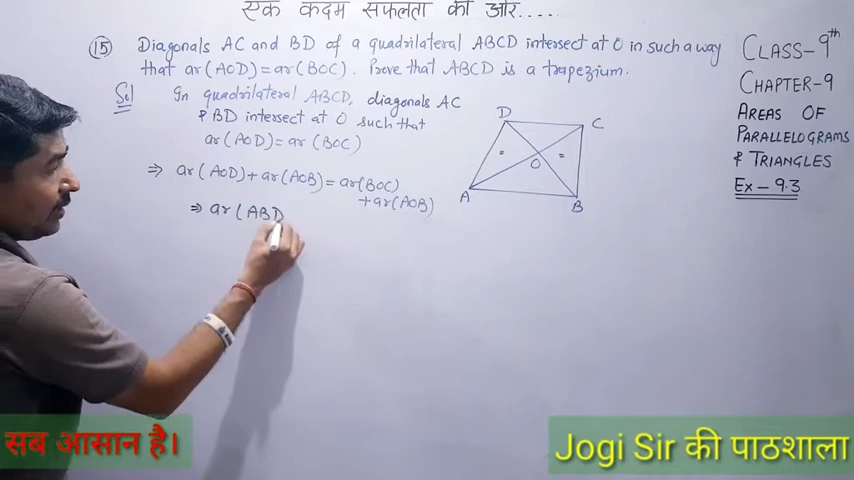 एक कदम सफलता की ओर.....
(15) Diagonals AC and BD of a quadrilateral ABCD intersect at O in such a way
that ar(AOD)=ar(BOC). Prove that ABCD is a trapezium.
Sol In quadrilateral ABCD, diagonals AC
& BD intersect at O such that
ar(AOD)=ar(BOC)
⇒ ar(AOD)+ar(AOB)=ar(BOC)
+ar(AOB)
⇒ ar(ABD
D
C
=
=
O
A
B
CLASS-9th
CHAPTER-9
AREAS OF
PARALLELOGRAMS
& TRIANGLES
Ex-9.3
सब आसान है।
Jogi Sir की पाठशाला